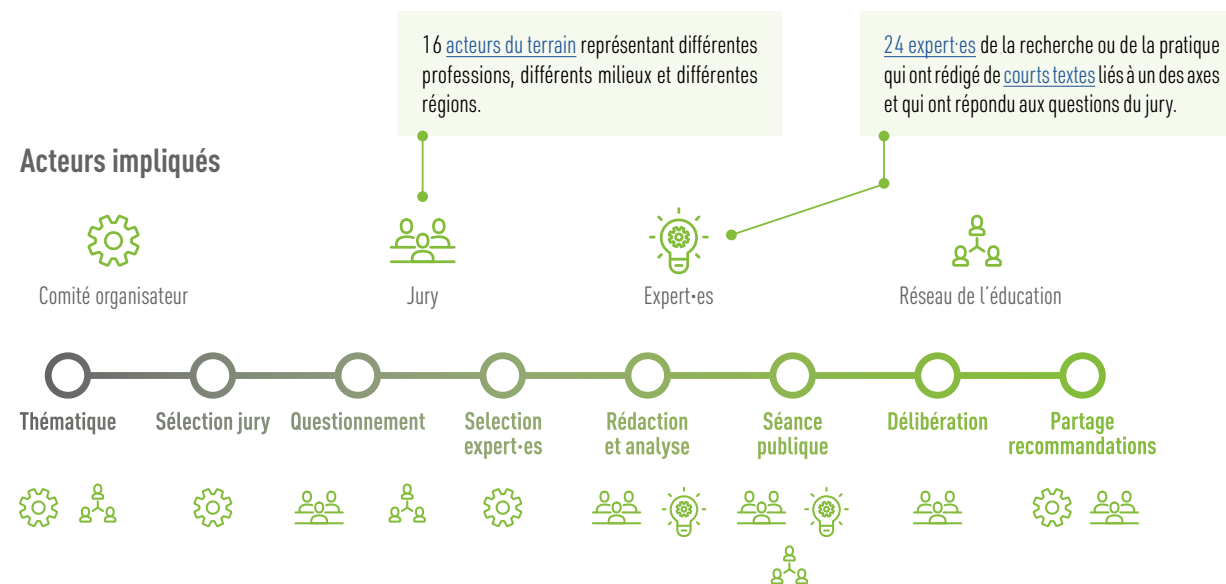 16 acteurs du terrain représentant différentes
professions, différents milieux et différentes
régions.
24 expert·es de la recherche ou de la pratique
qui ont rédigé de courts textes liés à un des axes
et qui ont répondu aux questions du jury.
Acteurs impliqués
Comité organisateur
Jury
Expert·es
Réseau de l'éducation
Thématique
Sélection jury
Questionnement
Selection
expert·es
Rédaction
et analyse
Séance
publique
Délibération
Partage
recommandations